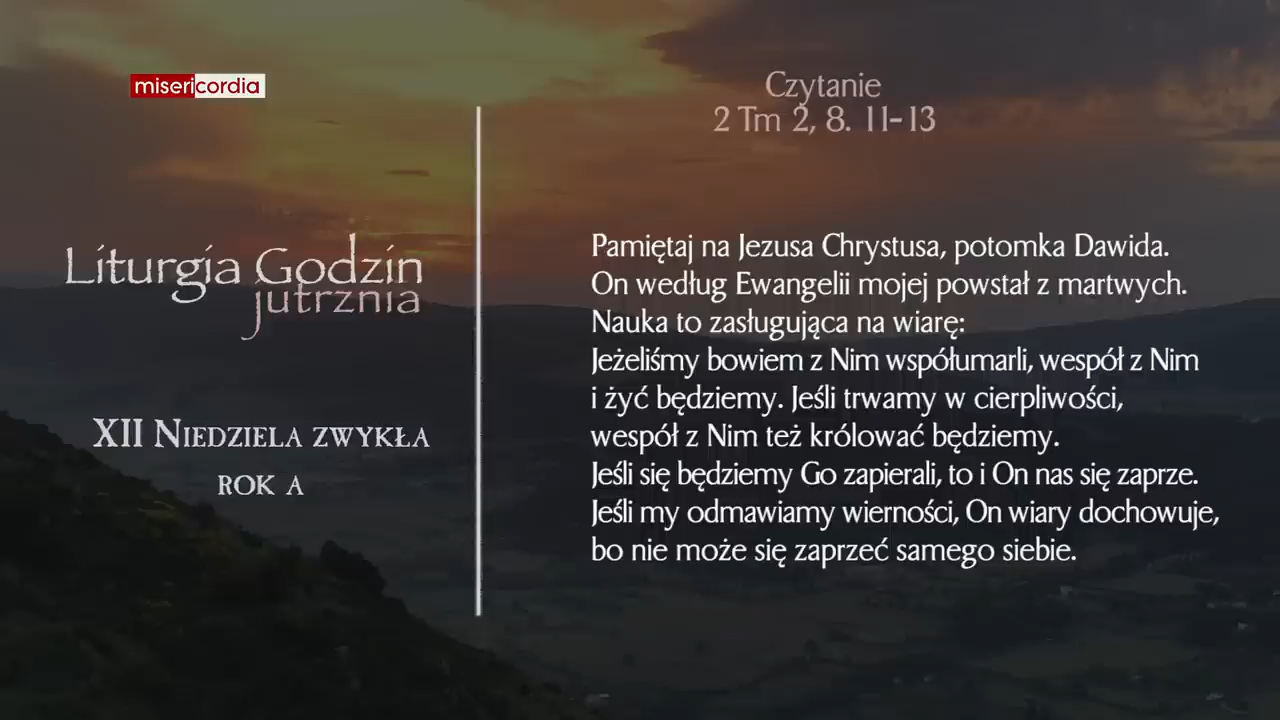 misericordia
Liturgia Godzin
jutrznia
XII Niedziela zwykła
rok A
Czytanie
2 Tm 2, 8. 11-13
Pamiętaj na Jezusa Chrystusa, potomka Dawida.
On według Ewangelii mojej powstał z martwych.
Nauka to zasługująca na wiarę:
Jeżeliśmy bowiem z Nim współumarli, wespół z Nim
i żyć będziemy. Jeśli trwamy w cierpliwości,
wespół z Nim też królować będziemy.
Jeśli się będziemy Go zapierali, to i On nas się zaprze.
Jeśli my odmawiamy wierności, On wiary dochowuje,
bo nie może się zaprzeć samego siebie.